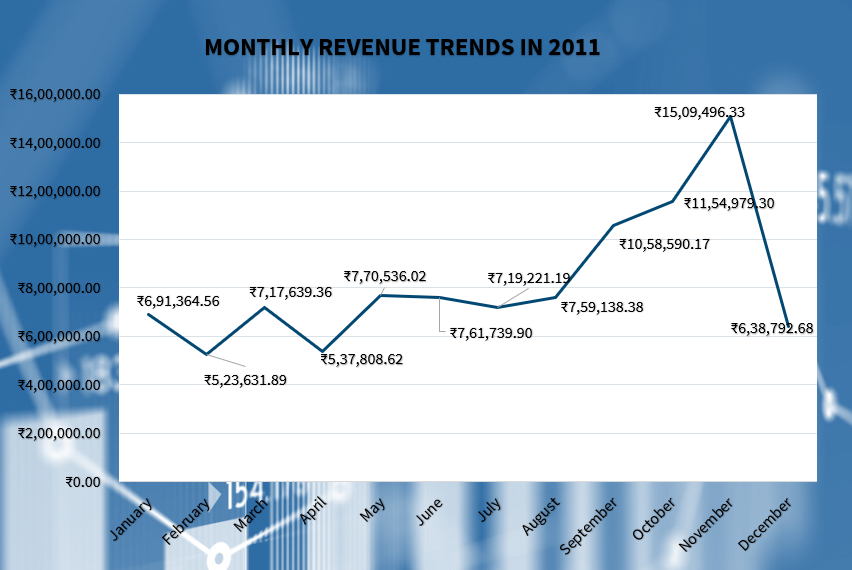 MONTHLY REVENUE TRENDS IN 2011
₹16,00,000.00
₹14,00,000.00
₹12,00,000.00
₹10,00,000.00
₹8,00,000.00
₹6,00,000.00
₹4,00,000.00
₹2,00,000.00
₹0.00
₹15,09,496.33
₹11,54,979.30
₹10,58,590.17
₹7,70,536.02
₹7,19,221.19
₹6,91,364.56
₹7,17,639.36
₹7,59,138.38
₹7,61,739.90
₹6,38,792.68
₹5,37,808.62
₹5,23,631.89
January
February
March
April
May
June
July
August
September
October
November
December